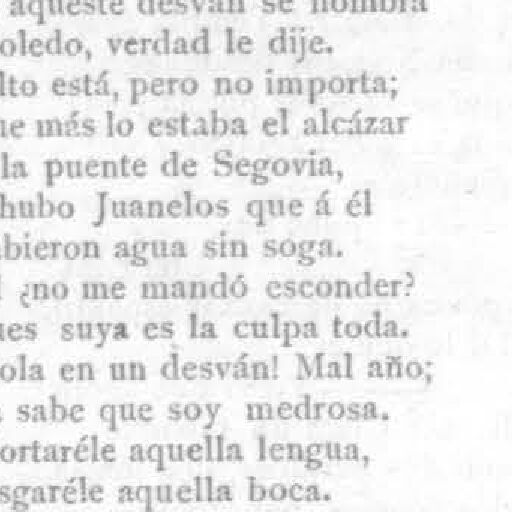 aqueste desván se nombra
oledo, verdad le dije.
lto está, pero no importa;
ue más lo estaba el alcázar
la puente de Segovia,
hubo Juanelos que á él
bieron agua sin soga.
¿no me mandó esconder?
ues suya es la culpa toda.
ola en un desván! Mal año;
sabe que soy medrosa.
ortaréle aquella lengua,
sgaréle aquella boca.